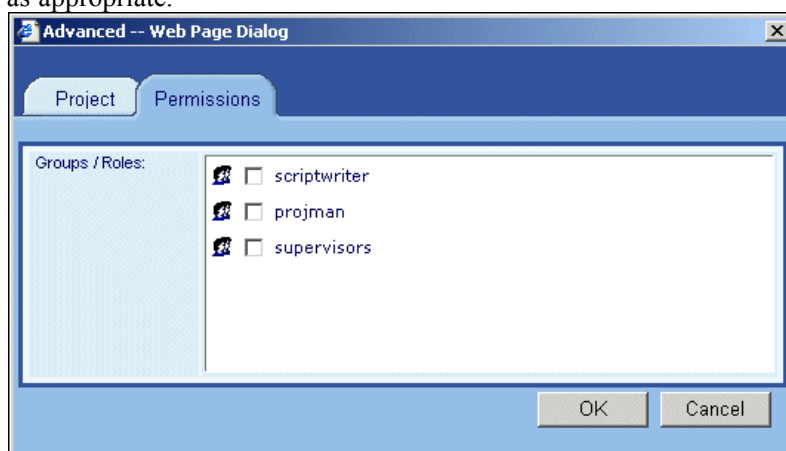 as appropriate.
Advanced -- Web Page Dialog
Project Permissions
Groups / Roles:
scriptwriter
projman
supervisors
OK Cancel